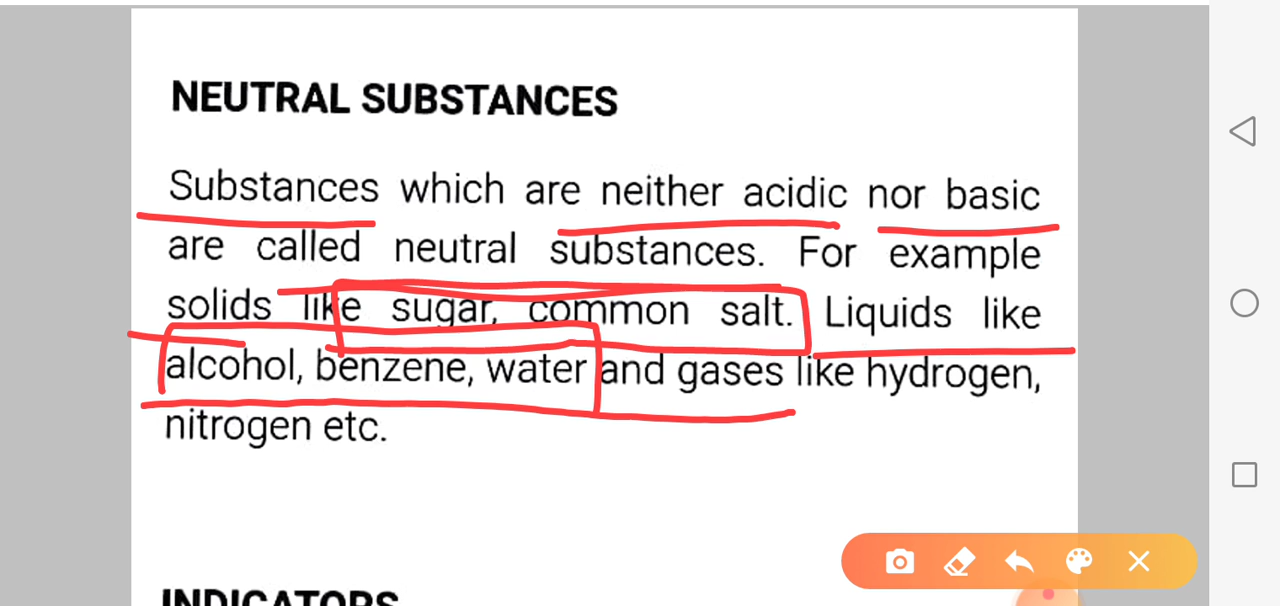 NEUTRAL SUBSTANCES
Substances which are neither acidic nor basic
are called neutral substances. For example
solids like sugar, common salt. Liquids like
alcohol, benzene, water and gases like hydrogen,
nitrogen etc.
INDICATORS